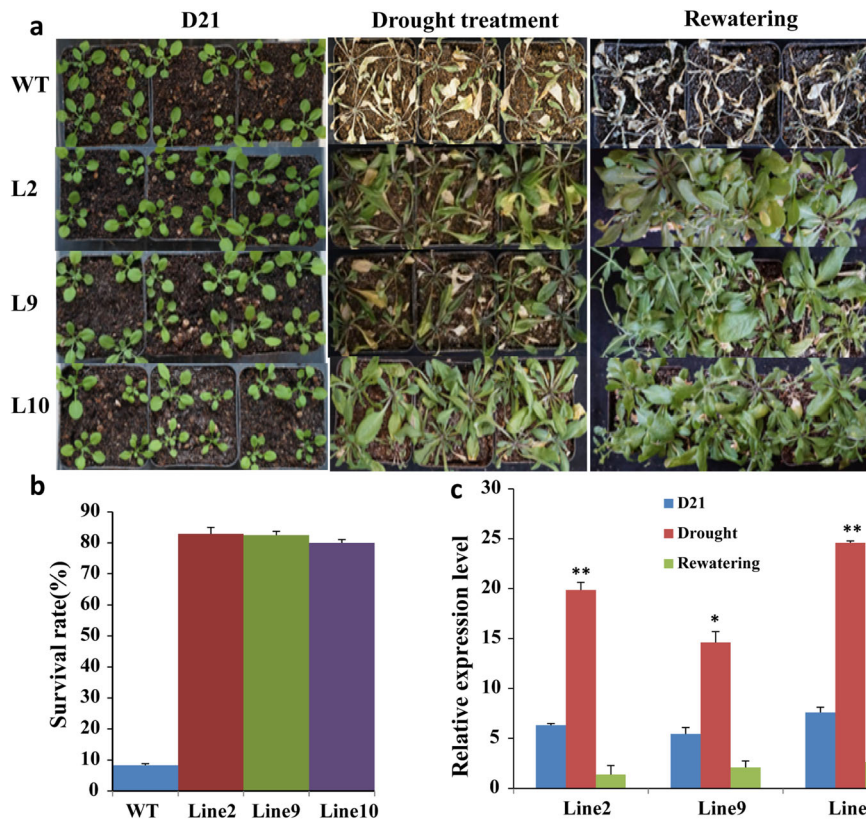 a
D21
Drought treatment
Rewatering
WT
L2
L9
L10
b
Survival rate(%)
90
80
70
60
50
40
30
20
10
0
WT
Line2
Line9
Line10
c
Relative expression level
30
25
20
15
10
5
0
D21
Drought
Rewatering
**
*
**
Line2
Line9
Line